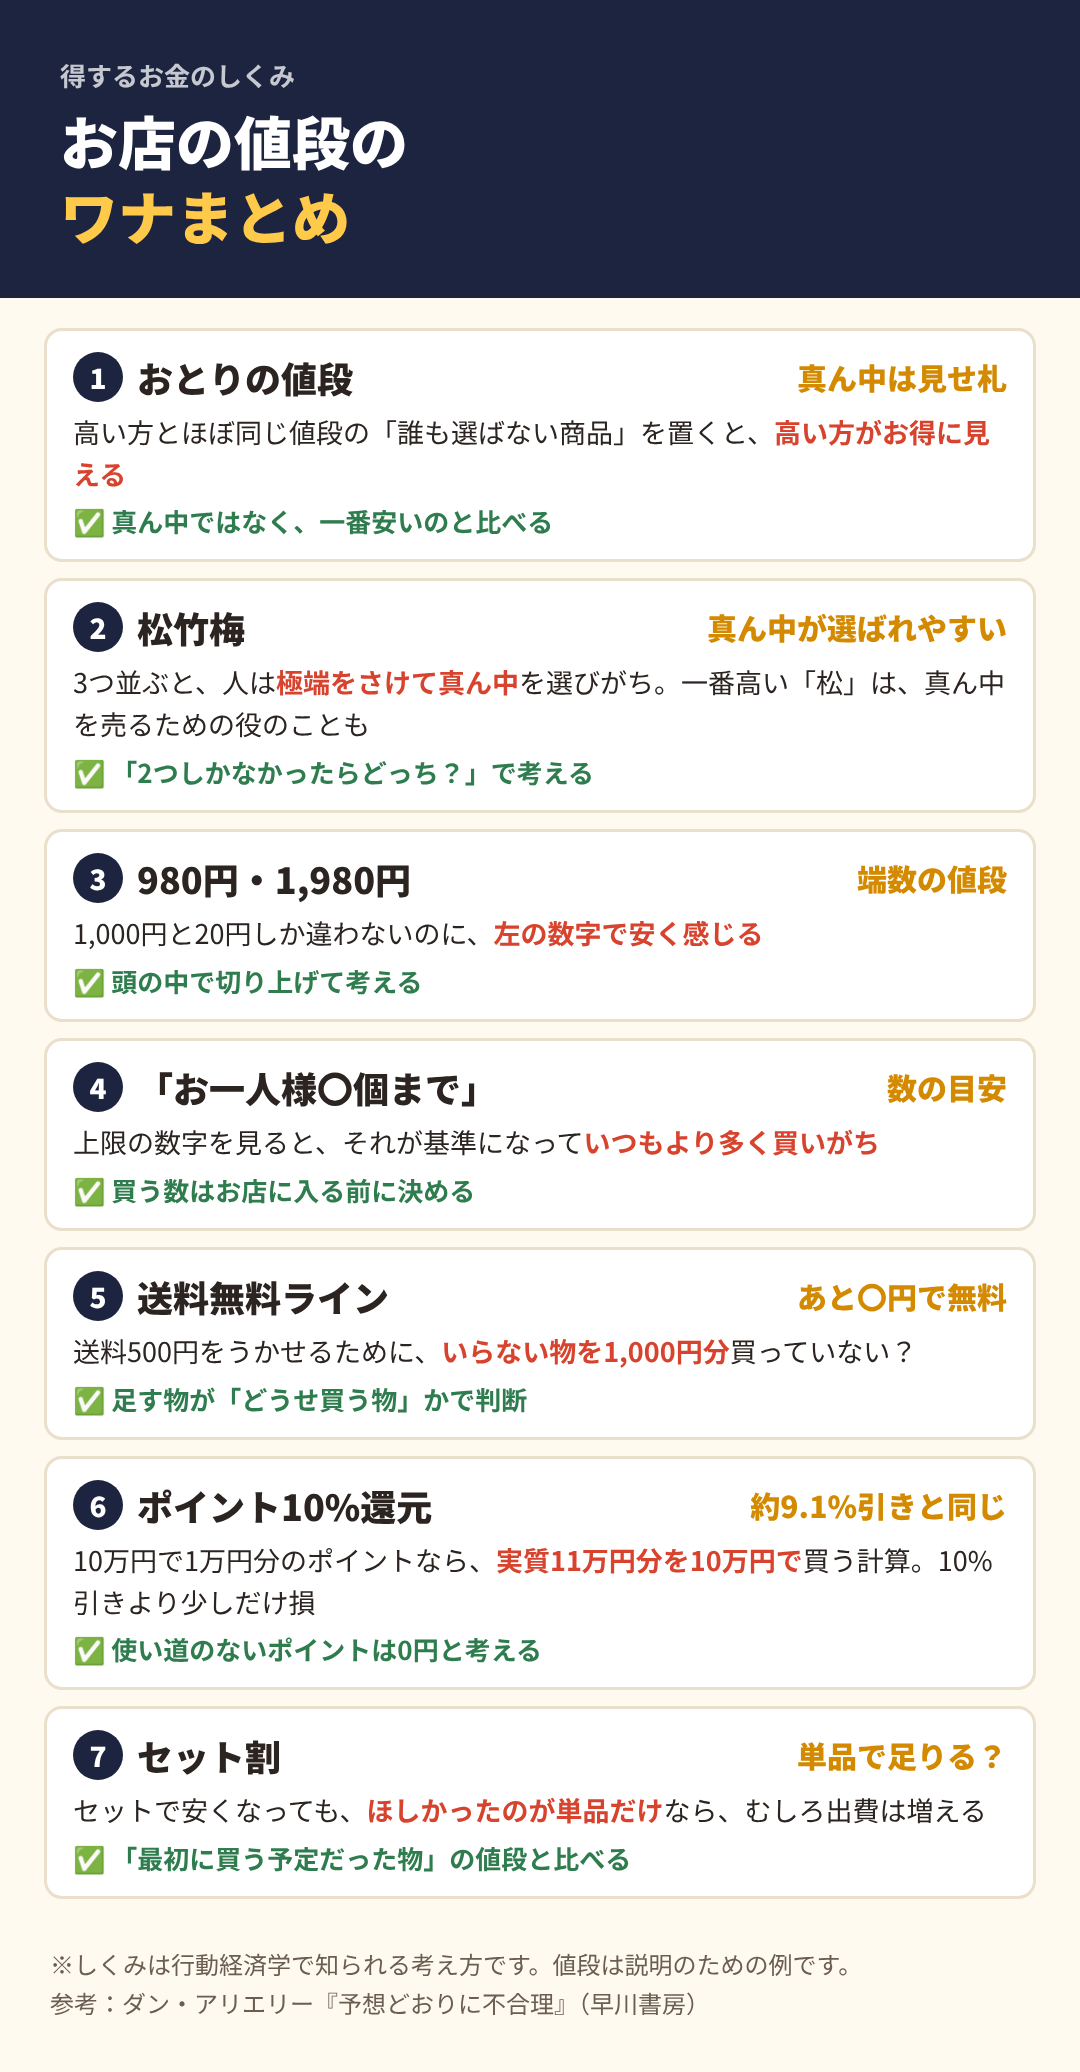 得するお金のしくみ
お店の値段の
ワナまとめ
1 おとりの値段 真ん中は見せ札
高い方とほぼ同じ値段の「誰も選ばない商品」を置くと、高い方がお得に見
える
✅ 真ん中ではなく、一番安いのと比べる
2 松竹梅 真ん中が選ばれやすい
3つ並ぶと、人は極端をさけて真ん中を選びがち。一番高い「松」は、真ん中
を売るための役のことも
✅ 「2つしかなかったらどっち？」で考える
3 980円・1,980円 端数の値段
1,000円と20円しか違わないのに、左の数字で安く感じる
✅ 頭の中で切り上げて考える
4 「お一人様〇個まで」 数の目安
上限の数字を見ると、それが基準になっていつもより多く買いがち
✅ 買う数はお店に入る前に決める
5 送料無料ライン あと〇円で無料
送料500円をうかせるために、いらない物を1,000円分買っていない？
✅ 足す物が「どうせ買う物」かで判断
6 ポイント10%還元 約9.1%引きと同じ
10万円で1万円分のポイントなら、実質11万円分を10万円で買う計算。10%
引きより少しだけ損
✅ 使い道のないポイントは0円と考える
7 セット割 単品で足りる？
セットで安くなっても、ほしかったのが単品だけなら、むしろ出費は増える
✅ 「最初に買う予定だった物」の値段と比べる
※しくみは行動経済学で知られる考え方です。値段は説明のための例です。
参考：ダン・アリエリー『予想どおりに不合理』（早川書房）